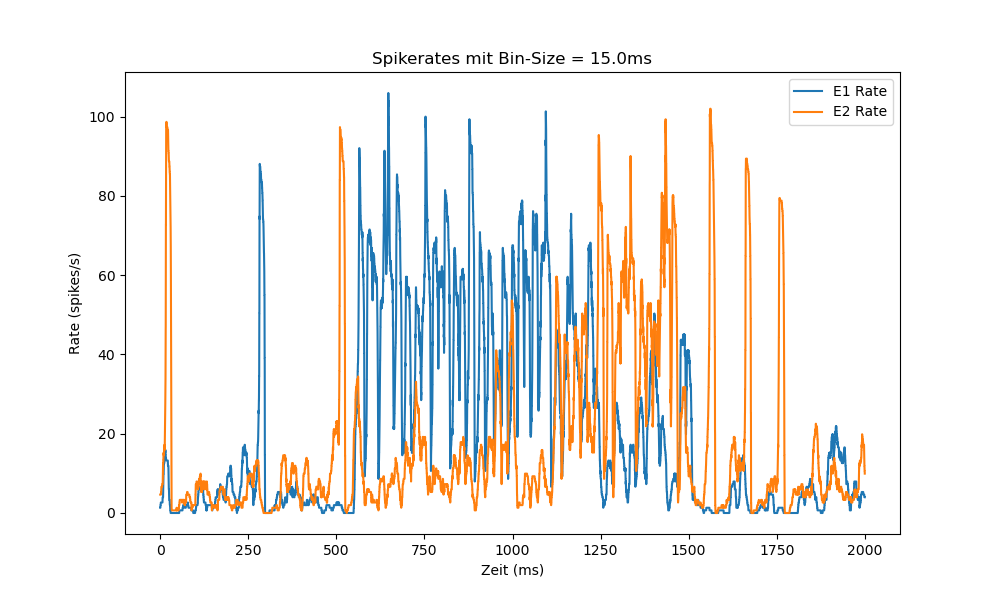 Spikerates mit Bin-Size = 15.0ms
E1 Rate
E2 Rate
Rate (spikes/s)
100
80
60
40
20
0
0 250 500 750 1000 1250 1500 1750 2000
Zeit (ms)